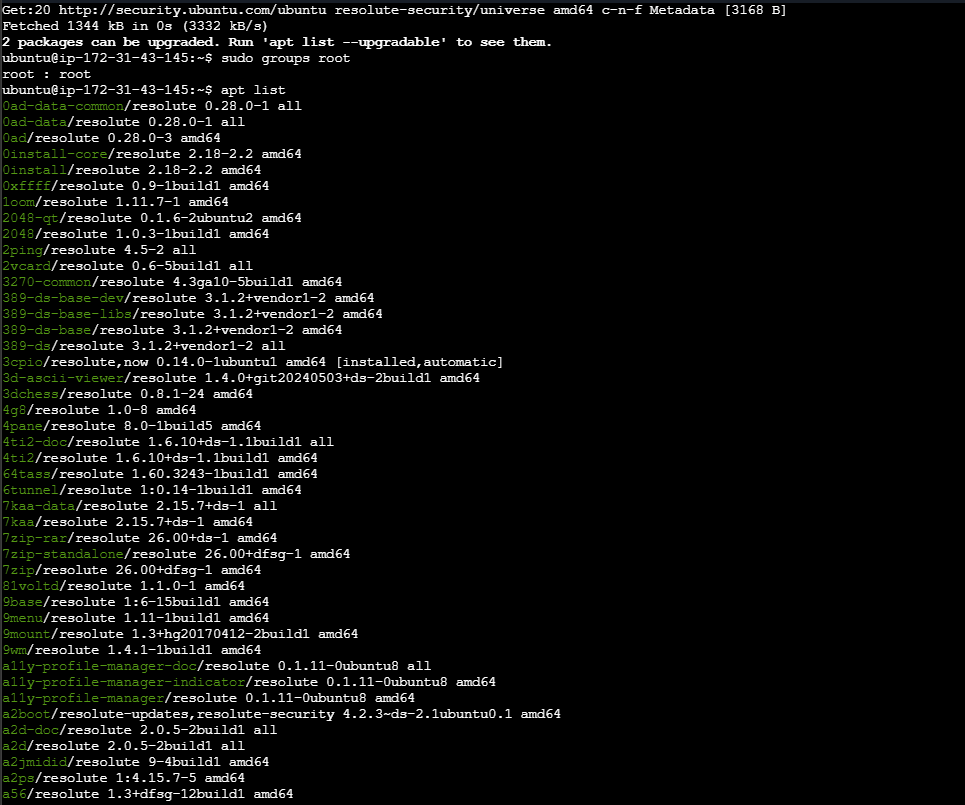 Get:20 http://security.ubuntu.com/ubuntu resolute-security/universe amd64 c-n-f Metadata [3168 B]
Fetched 1344 kB in 0s (3332 kB/s)
2 packages can be upgraded. Run 'apt list --upgradable' to see them.
ubuntu@ip-172-31-43-145:~$ sudo groups root
root : root
ubuntu@ip-172-31-43-145:~$ apt list
0ad-data-common/resolute 0.28.0-1 all
0ad-data/resolute 0.28.0-1 all
0ad/resolute 0.28.0-3 amd64
0install-core/resolute 2.18-2.2 amd64
0install/resolute 2.18-2.2 amd64
0xffff/resolute 0.9-1build1 amd64
1oom/resolute 1.11.7-1 amd64
2048-qt/resolute 0.1.6-2ubuntu2 amd64
2048/resolute 1.0.3-1build1 amd64
2ping/resolute 4.5-2 all
2vcard/resolute 0.6-5build1 all
3270-common/resolute 4.3ga10-5build1 amd64
389-ds-base-dev/resolute 3.1.2+vendor1-2 amd64
389-ds-base-libs/resolute 3.1.2+vendor1-2 amd64
389-ds-base/resolute 3.1.2+vendor1-2 amd64
389-ds/resolute 3.1.2+vendor1-2 all
3cpio/resolute,now 0.14.0-1ubuntu1 amd64 [installed,automatic]
3d-ascii-viewer/resolute 1.4.0+git20240503+ds-2build1 amd64
3dchess/resolute 0.8.1-24 amd64
4g8/resolute 1.0-8 amd64
4pane/resolute 8.0-1build5 amd64
4ti2-doc/resolute 1.6.10+ds-1.1build1 all
4ti2/resolute 1.6.10+ds-1.1build1 amd64
64tass/resolute 1.60.3243-1build1 amd64
6tunnel/resolute 1:0.14-1build1 amd64
7kaa-data/resolute 2.15.7+ds-1 all
7kaa/resolute 2.15.7+ds-1 amd64
7zip-rar/resolute 26.00+ds-1 amd64
7zip-standalone/resolute 26.00+dfsg-1 amd64
7zip/resolute 26.00+dfsg-1 amd64
81voltd/resolute 1.1.0-1 amd64
9base/resolute 1:6-15build1 amd64
9menu/resolute 1.11-1build1 amd64
9mount/resolute 1.3+hg20170412-2build1 amd64
9wm/resolute 1.4.1-1build1 amd64
a11y-profile-manager-doc/resolute 0.1.11-0ubuntu8 all
a11y-profile-manager-indicator/resolute 0.1.11-0ubuntu8 amd64
a11y-profile-manager/resolute 0.1.11-0ubuntu8 amd64
a2boot/resolute-updates,resolute-security 4.2.3~ds-2.1ubuntu0.1 amd64
a2d-doc/resolute 2.0.5-2build1 all
a2d/resolute 2.0.5-2build1 all
a2jmidid/resolute 9-4build1 amd64
a2ps/resolute 1:4.15.7-5 amd64
a56/resolute 1.3+dfsg-12build1 amd64